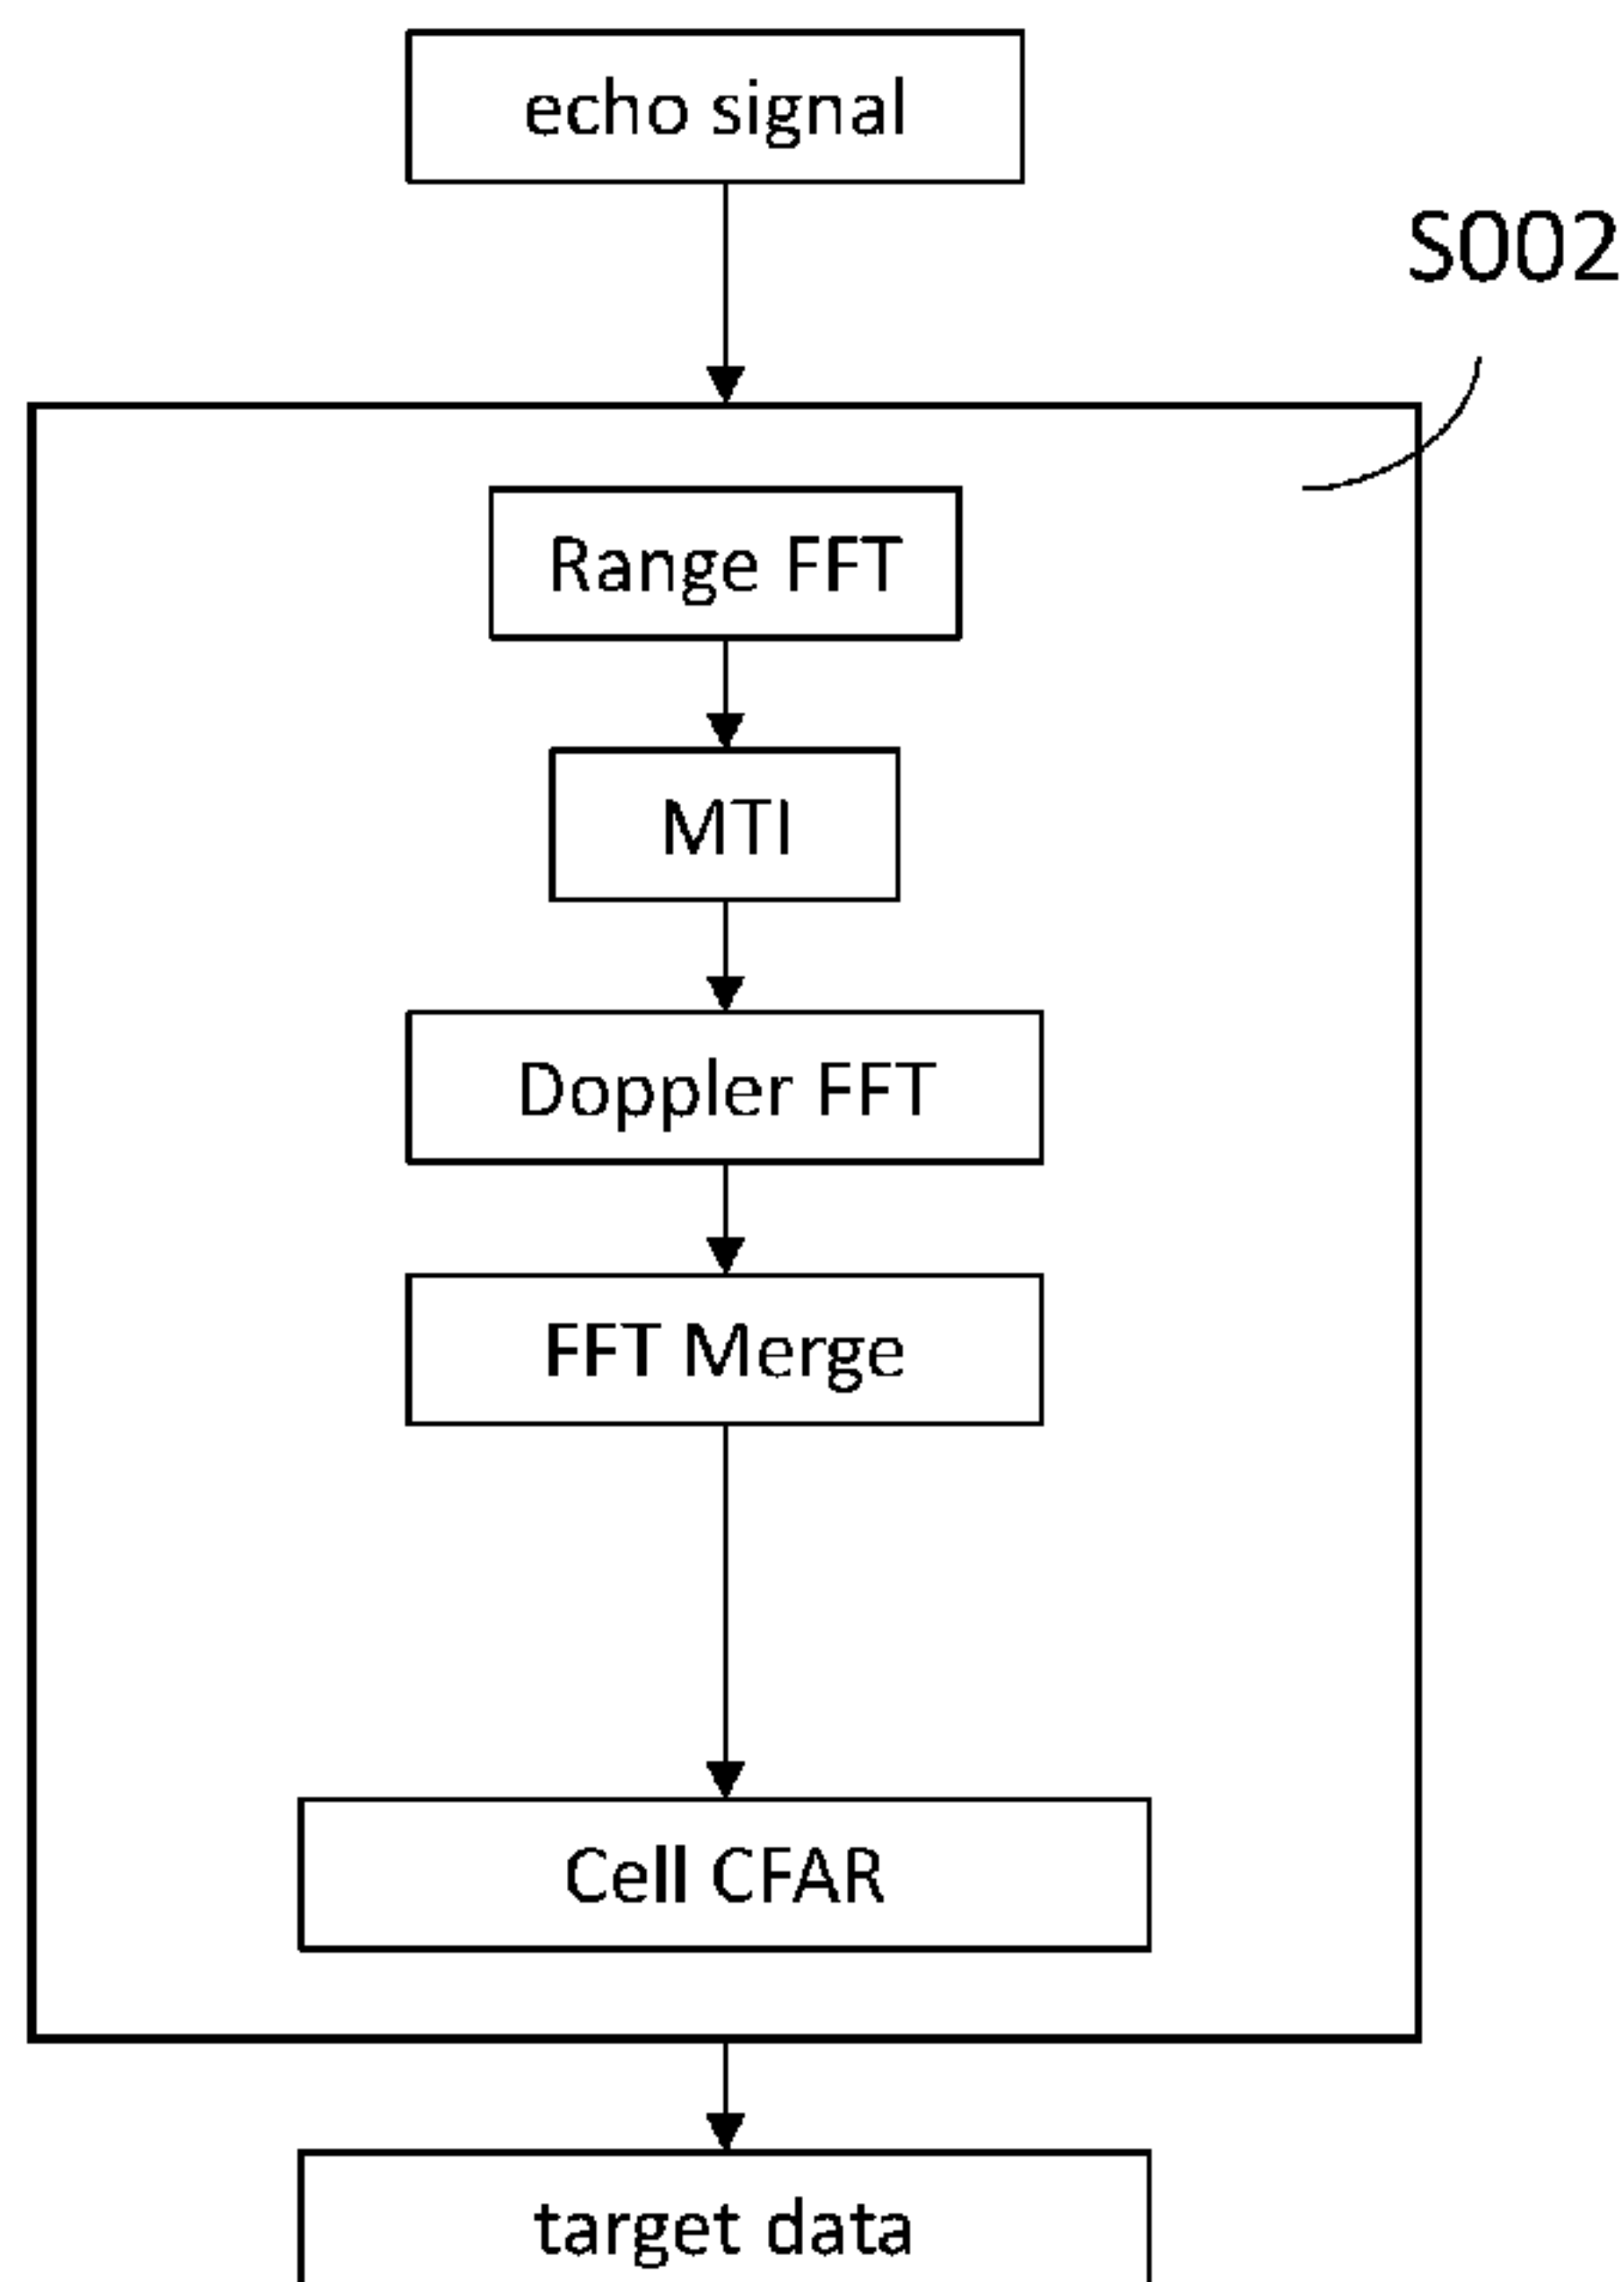 echo signal
S002
Range FFT
MTI
Doppler FFT
FFT Merge
Cell CFAR
target data